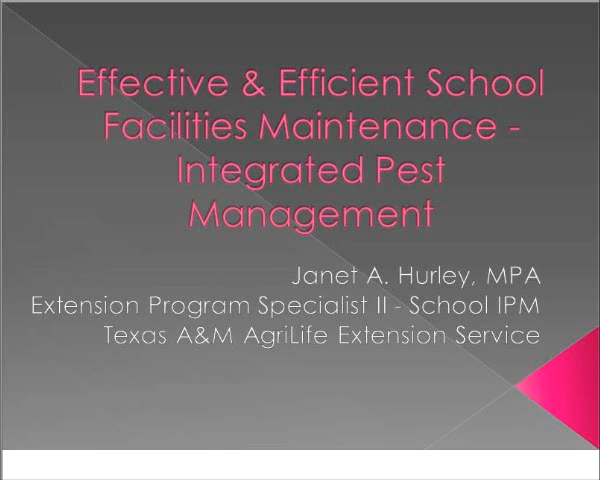 Effective & Efficient School
Facilities Maintenance -
Integrated Pest
Management
Janet A. Hurley, MPA
Extension Program Specialist II - School IPM
Texas A&M AgriLife Extension Service